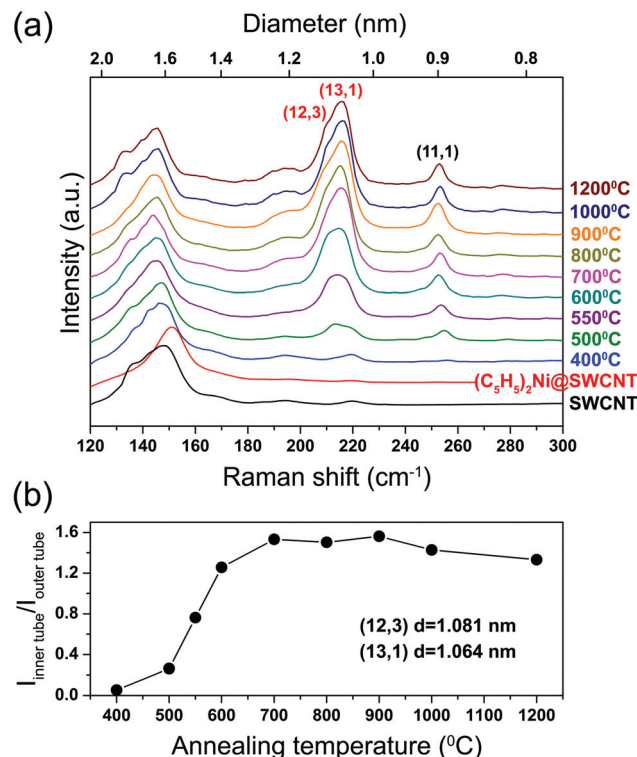 (a)
Diameter (nm)
2.0 1.8 1.6 1.4 1.2 1.0 0.9 0.8
(13,1)
(12,3)
(11,1)
Intensity (a.u.)
1200⁰C
1000⁰C
900⁰C
800⁰C
700⁰C
600⁰C
550⁰C
500⁰C
400⁰C
(C₅H₅)₂Ni@SWCNT
SWCNT
120 140 160 180 200 220 240 260 280 300
Raman shift (cm⁻¹)
(b)
I inner tube/I outer tube
1.6
1.2
0.8
0.4
0.0
(12,3) d=1.081 nm
(13,1) d=1.064 nm
400 500 600 700 800 900 1000 1100 1200
Annealing temperature (⁰C)